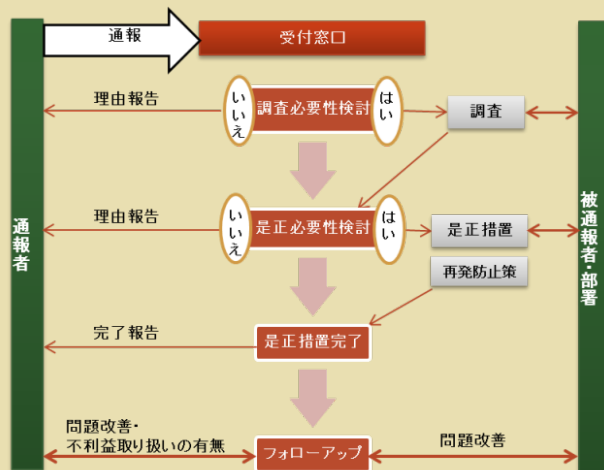 通報
受付窓口
理由報告
いいえ
調査必要性検討
はい
調査
通報者
被通報者・部署
理由報告
いいえ
是正必要性検討
はい
是正措置
再発防止策
完了報告
是正措置完了
問題改善・
不利益取り扱いの有無
フォローアップ
問題改善